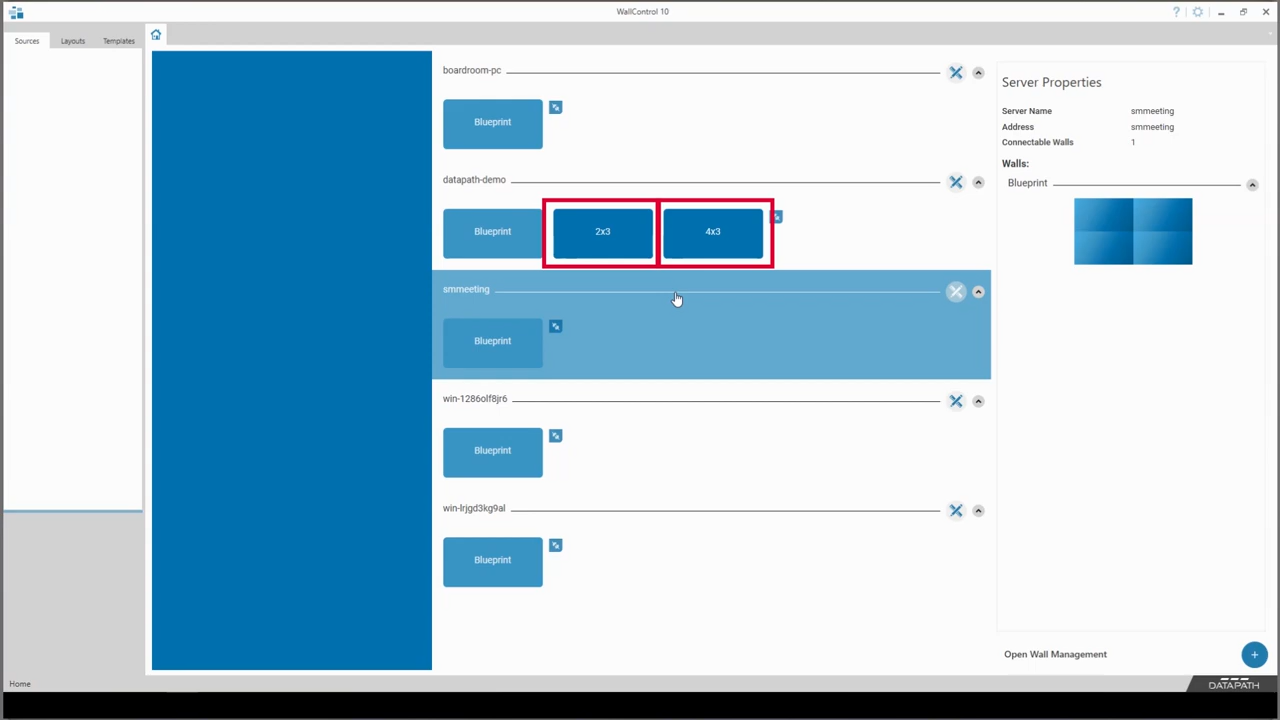 WallControl 10
?
Sources Layouts Templates
boardroom-pc
Blueprint
datapath-demo
Blueprint 2x3 4x3
smmeeting
Blueprint
win-1286olf8jr6
Blueprint
win-lrjgd3kg9al
Blueprint
Server Properties
Server Name smmeeting
Address smmeeting
Connectable Walls 1
Walls:
Blueprint
Open Wall Management +
Home
DATAPATH